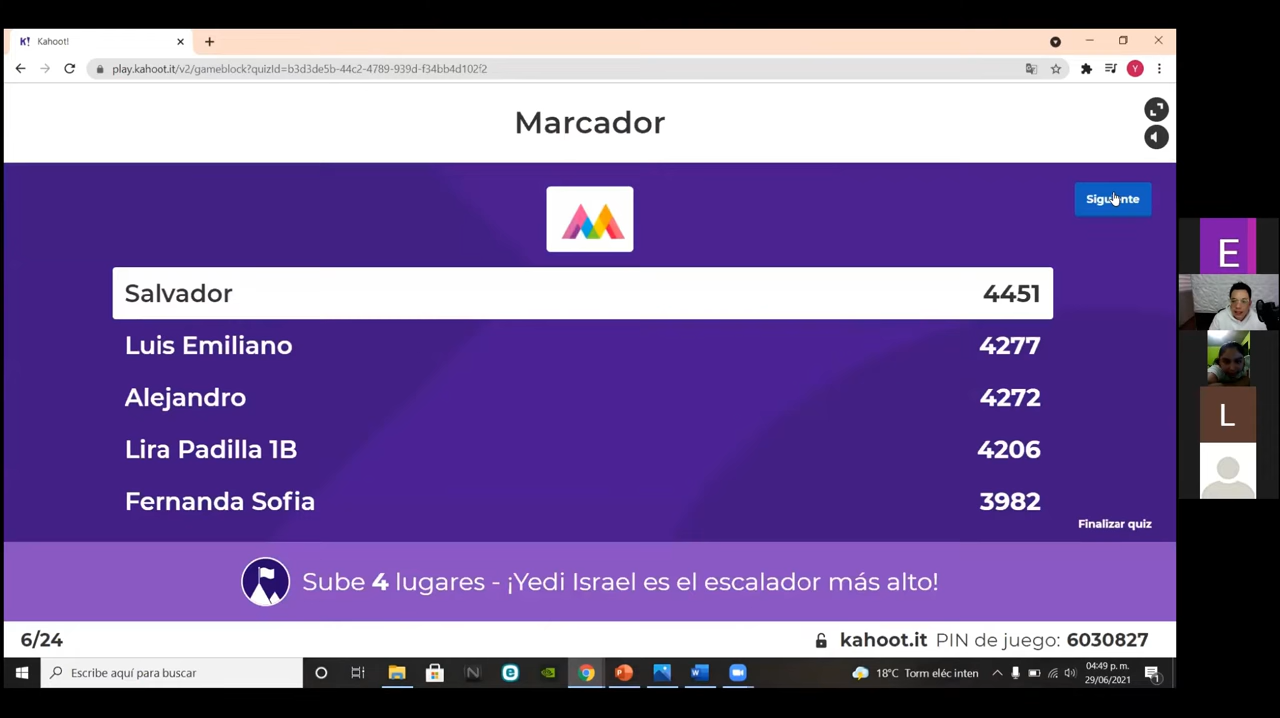 K! Kahoot!
play.kahoot.it/v2/gameblock?quizId=b3d3de5b-44c2-4789-939d-f34bb4d102f2
Y
Marcador
Siguiente
Salvador 4451
Luis Emiliano 4277
Alejandro 4272
Lira Padilla 1B 4206
Fernanda Sofia 3982
Finalizar quiz
Sube 4 lugares - ¡Yedi Israel es el escalador más alto!
6/24
kahoot.it PIN de juego: 6030827
Escribe aquí para buscar
18°C Torm eléc inten
04:49 p. m.
29/06/2021
E
L